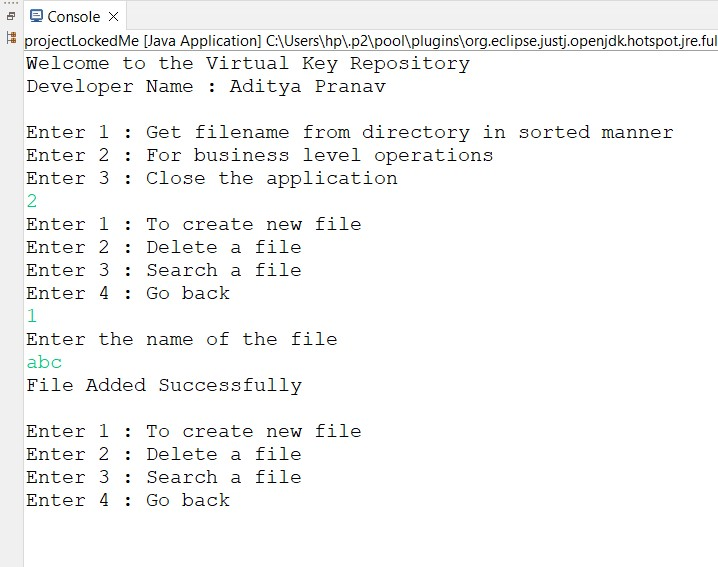 Console
projectLockedMe [Java Application] C:\Users\hp\.p2\pool\plugins\org.eclipse.justj.openjdk.hotspot.jre.ful
Welcome to the Virtual Key Repository
Developer Name : Aditya Pranav
Enter 1 : Get filename from directory in sorted manner
Enter 2 : For business level operations
Enter 3 : Close the application
2
Enter 1 : To create new file
Enter 2 : Delete a file
Enter 3 : Search a file
Enter 4 : Go back
1
Enter the name of the file
abc
File Added Successfully
Enter 1 : To create new file
Enter 2 : Delete a file
Enter 3 : Search a file
Enter 4 : Go back